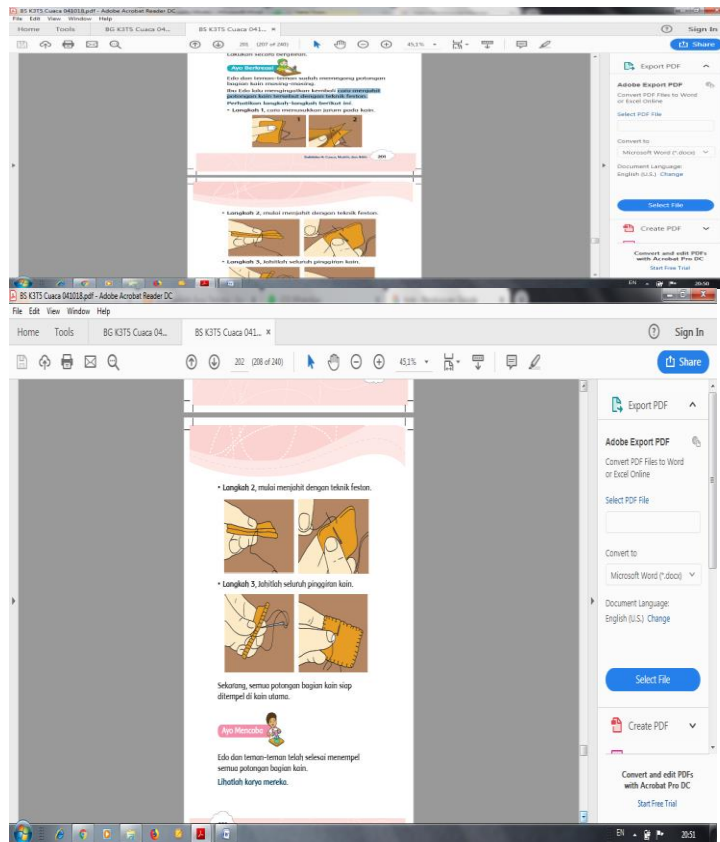 BS K3T5 Cuaca 041018.pdf - Adobe Acrobat Reader DC
File Edit View Window Help
Home Tools BG K3T5 Cuaca 04... BS K3T5 Cuaca 041... × Sign In
201 (207 of 240) 45,1% Share
Ayo Berkreasi
Edo dan teman-teman sudah memegang potongan
bagian kain masing-masing.
Ibu Edo lalu mengingatkan kembali cara menjahit
potongan kain tersebut dengan teknik feston.
Perhatikan langkah-langkah berikut ini.
• Langkah 1, cara memasukkan jarum pada kain.
1 2
201
• Langkah 2, mulai menjahit dengan teknik feston.
• Langkah 3, Jahitlah seluruh pinggiran kain.
Export PDF
Adobe Export PDF
Convert PDF Files to Word
or Excel Online
Select PDF File
Convert to
Microsoft Word (*.docx)
Document Language:
English (U.S.) Change
Select File
Create PDF
Convert and edit PDFs
with Acrobat Pro DC
Start Free Trial
EN 20:50
BS K3T5 Cuaca 041018.pdf - Adobe Acrobat Reader DC
File Edit View Window Help
Home Tools BG K3T5 Cuaca 04... BS K3T5 Cuaca 041... × Sign In
202 (208 of 240) 45,1% Share
• Langkah 2, mulai menjahit dengan teknik feston.
• Langkah 3, Jahitlah seluruh pinggiran kain.
Sekarang, semua potongan bagian kain siap
ditempel di kain utama.
Ayo Mencoba
Edo dan teman-teman telah selesai menempel
semua potongan bagian kain.
Lihatlah karya mereka.
Export PDF
Adobe Export PDF
Convert PDF Files to Word
or Excel Online
Select PDF File
Convert to
Microsoft Word (*.docx)
Document Language:
English (U.S.) Change
Select File
Create PDF
Convert and edit PDFs
with Acrobat Pro DC
Start Free Trial
EN 20:51